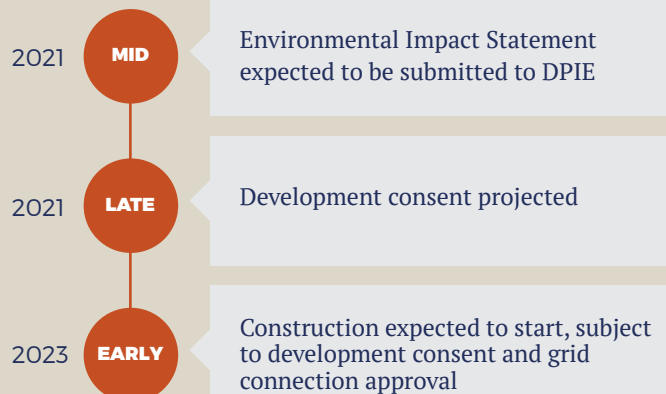 2021
MID
Environmental Impact Statement
expected to be submitted to DPIE
2021
LATE
Development consent projected
2023
EARLY
Construction expected to start, subject
to development consent and grid
connection approval